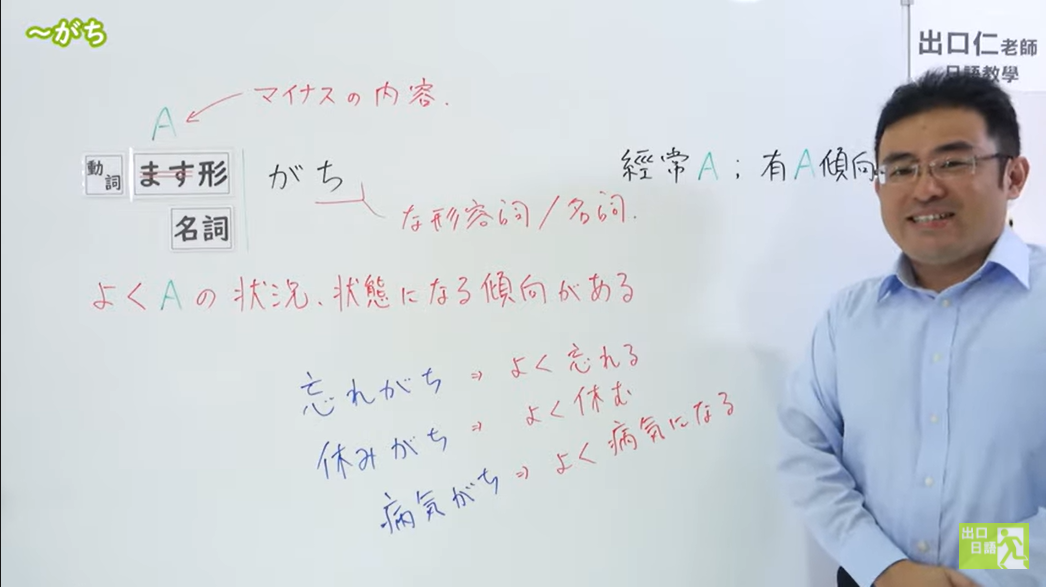 ～がち
出口仁老師
日語教學
A
マイナスの内容.
動詞 ます形 がち
名詞
な形容詞/名詞.
經常A；有A傾向
よくAの状況、状態になる傾向がある
忘れがち ⇒ よく忘れる
休みがち ⇒ よく休む
病気がち ⇒ よく病気になる
出口
日語